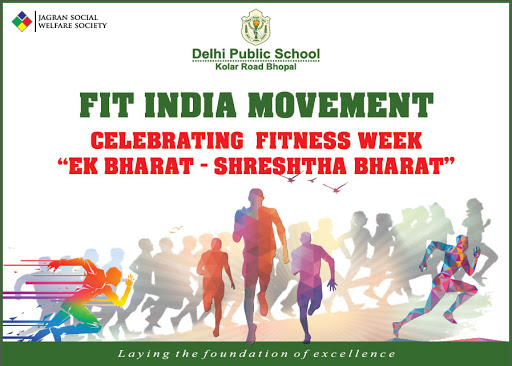 JAGRAN SOCIAL
WELFARE SOCIETY
Delhi Public School
Kolar Road Bhopal
FIT INDIA MOVEMENT
CELEBRATING FITNESS WEEK
“EK BHARAT - SHRESHTHA BHARAT”
Laying the foundation of excellence